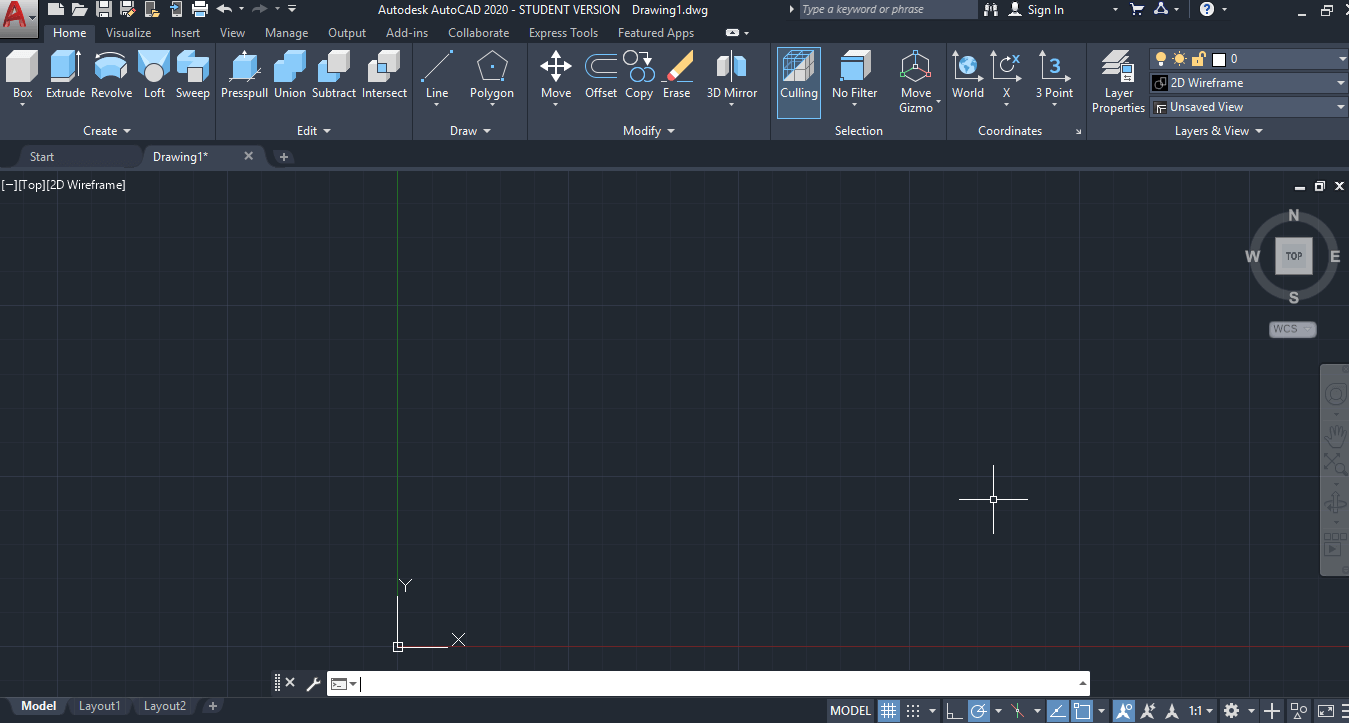 Autodesk AutoCAD 2020 - STUDENT VERSION Drawing1.dwg
Type a keyword or phrase
Sign In
Home Visualize Insert View Manage Output Add-ins Collaborate Express Tools Featured Apps
Box Extrude Revolve Loft Sweep Presspull Union Subtract Intersect Line Polygon Move Offset Copy Erase 3D Mirror Culling No Filter Move Gizmo World X 3 Point Layer Properties
0
2D Wireframe
Unsaved View
Create Edit Draw Modify Selection Coordinates Layers & View
Start Drawing1* +
[−][Top][2D Wireframe]
N
W TOP E
S
WCS
Y
X
Model Layout1 Layout2 +
MODEL 1:1